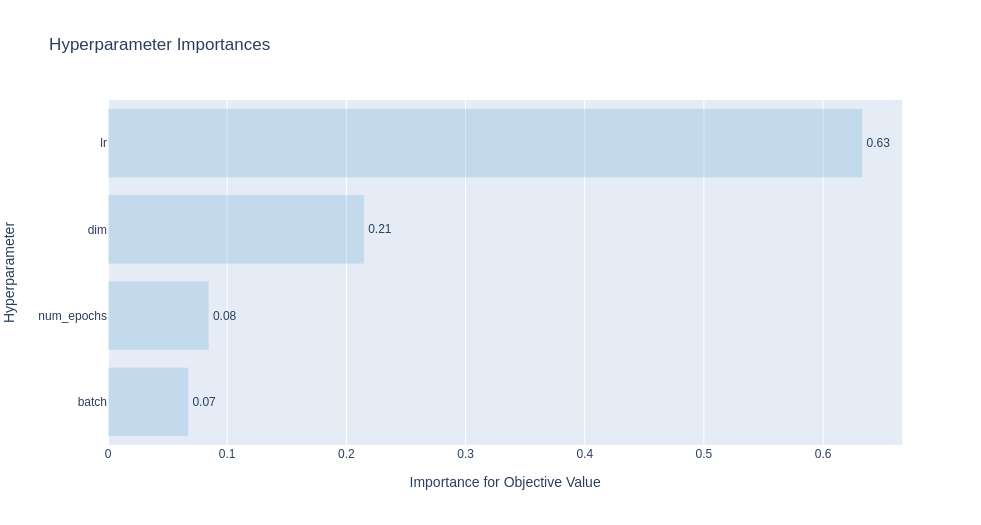 Hyperparameter Importances
Hyperparameter
lr
0.63
dim
0.21
num_epochs
0.08
batch
0.07
0
0.1
0.2
0.3
0.4
0.5
0.6
Importance for Objective Value